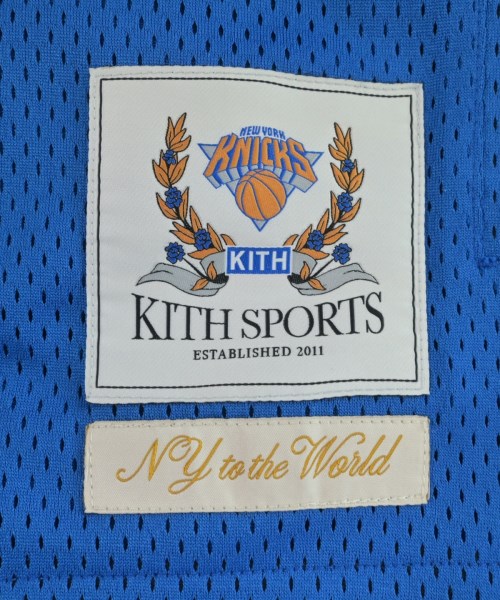 NEW YORK
KNICKS
KITH
KITH SPORTS
ESTABLISHED 2011
NY to the World